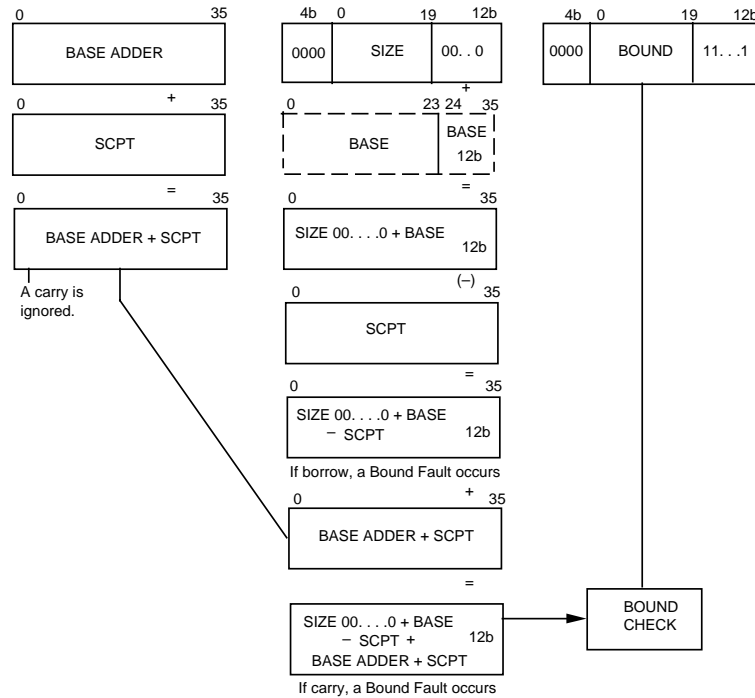 0 35
BASE ADDER
+
0 35
SCPT
=
0 35
BASE ADDER + SCPT
A carry is
ignored.
4b 0 19 12b
0000 SIZE 00. . 0
+
0 23 24 35
BASE BASE
12b
=
0 35
SIZE 00. . . .0 + BASE
12b
(–)
0 35
SCPT
=
0 35
SIZE 00. . . .0 + BASE
– SCPT 12b
If borrow, a Bound Fault occurs
+
0 35
BASE ADDER + SCPT
=
SIZE 00. . . .0 + BASE
– SCPT + 12b
BASE ADDER + SCPT
If carry, a Bound Fault occurs
4b 0 19 12b
0000 BOUND 11. . .1
BOUND
CHECK